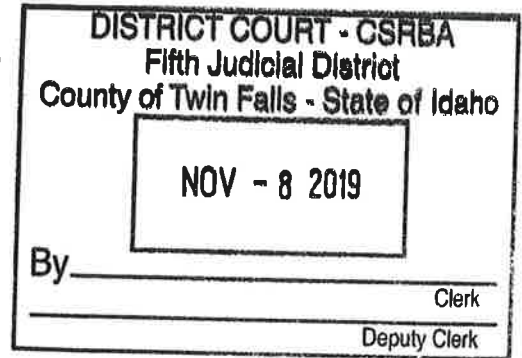 DISTRICT COURT - CSRBA
Fifth Judicial District
County of Twin Falls - State of Idaho
NOV - 8 2019
By
Clerk
Deputy Clerk